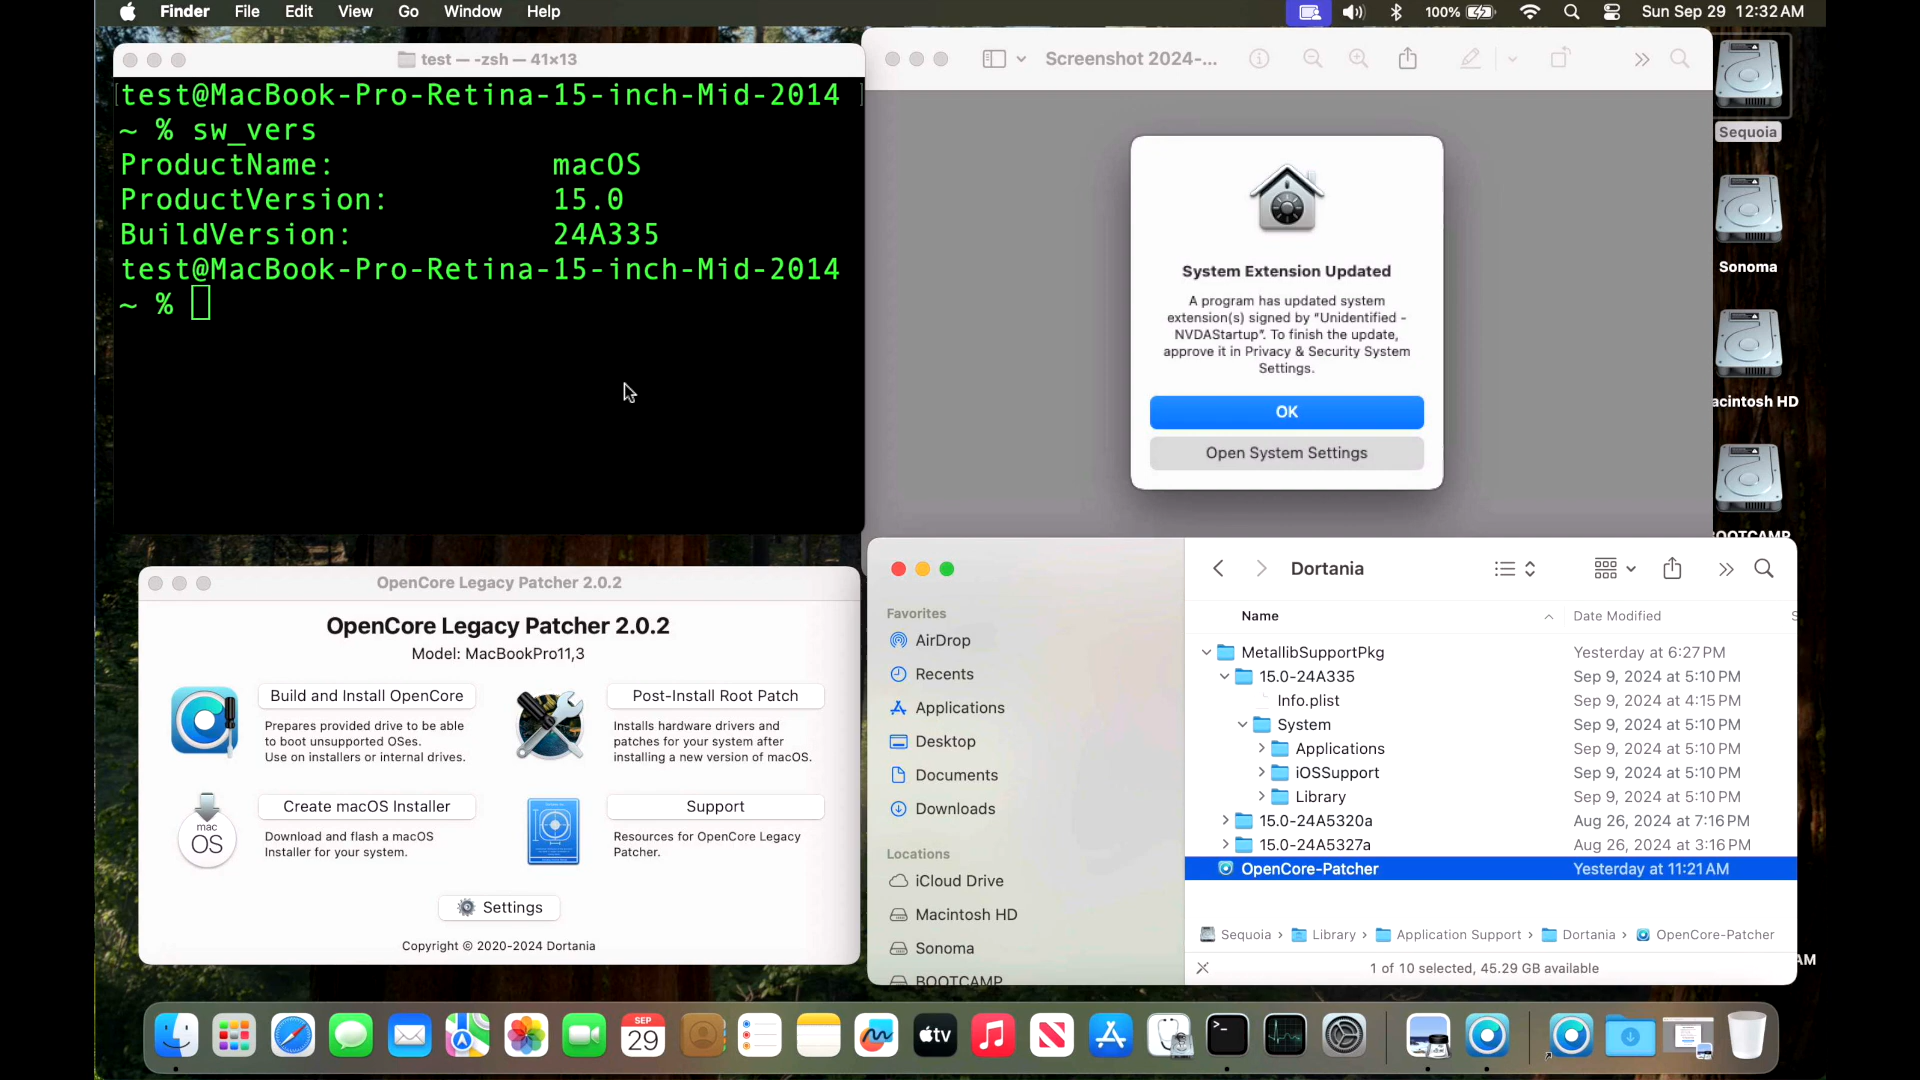 Finder File Edit View Go Window Help 100% Sun Sep 29 12:32 AM
test — -zsh — 41×13
test@MacBook-Pro-Retina-15-inch-Mid-2014
~ % sw_vers
ProductName: macOS
ProductVersion: 15.0
BuildVersion: 24A335
test@MacBook-Pro-Retina-15-inch-Mid-2014
~ %
Screenshot 2024-...
System Extension Updated
A program has updated system
extension(s) signed by "Unidentified -
NVDAStartup". To finish the update,
approve it in Privacy & Security System
Settings.
OK
Open System Settings
Sequoia
Sonoma
acintosh HD
BOOTCAMP
OpenCore Legacy Patcher 2.0.2
OpenCore Legacy Patcher 2.0.2
Model: MacBookPro11,3
Build and Install OpenCore
Prepares provided drive to be able
to boot unsupported OSes.
Use on installers or internal drives.
Post-Install Root Patch
Installs hardware drivers and
patches for your system after
installing a new version of macOS.
mac
OS
Create macOS Installer
Download and flash a macOS
Installer for your system.
Support
Resources for OpenCore Legacy
Patcher.
Settings
Copyright © 2020-2024 Dortania
Favorites
AirDrop
Recents
Applications
Desktop
Documents
Downloads
Locations
iCloud Drive
Macintosh HD
Sonoma
BOOTCAMP
Dortania
Name Date Modified S
MetallibSupportPkg Yesterday at 6:27 PM
15.0-24A335 Sep 9, 2024 at 5:10 PM
Info.plist Sep 9, 2024 at 4:15 PM
System Sep 9, 2024 at 5:10 PM
Applications Sep 9, 2024 at 5:10 PM
iOSSupport Sep 9, 2024 at 5:10 PM
Library Sep 9, 2024 at 5:10 PM
15.0-24A5320a Aug 26, 2024 at 7:16 PM
15.0-24A5327a Aug 26, 2024 at 3:16 PM
OpenCore-Patcher Yesterday at 11:21 AM
Sequoia › Library › Application Support › Dortania › OpenCore-Patcher
1 of 10 selected, 45.29 GB available
AM
SEP
29
tv